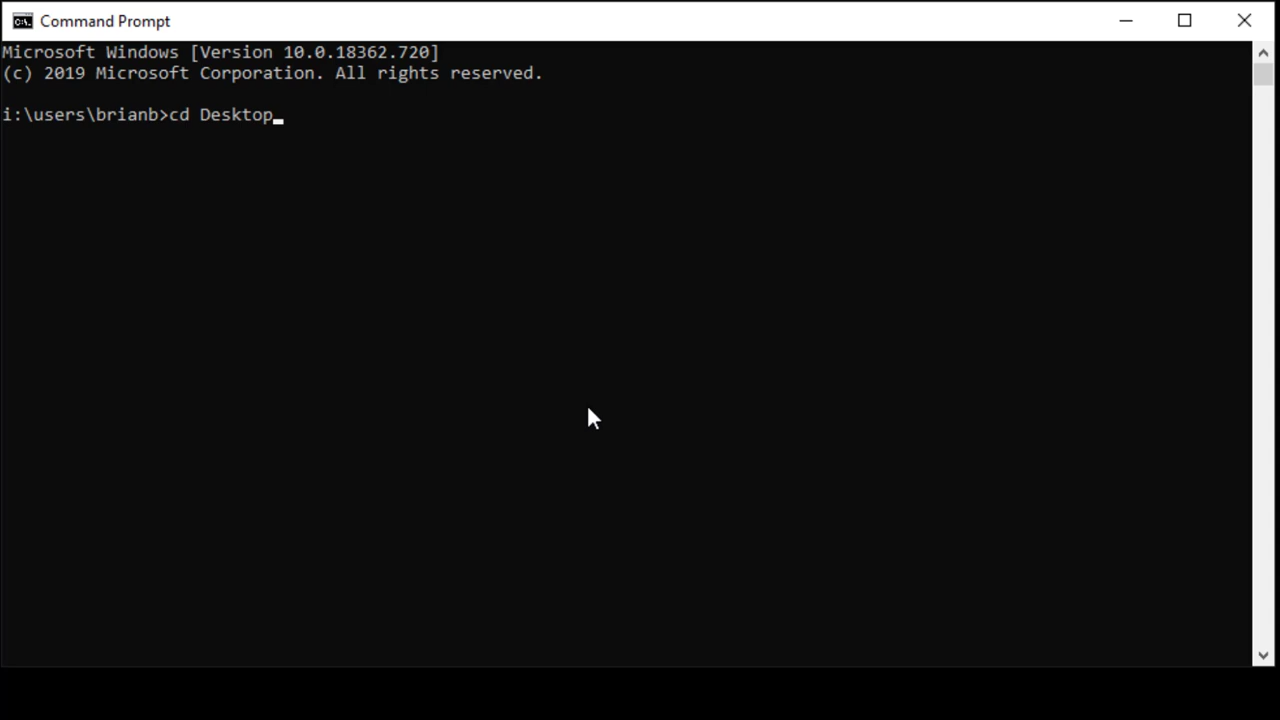 Command Prompt
Microsoft Windows [Version 10.0.18362.720]
(c) 2019 Microsoft Corporation. All rights reserved.
i:\users\brianb>cd Desktop